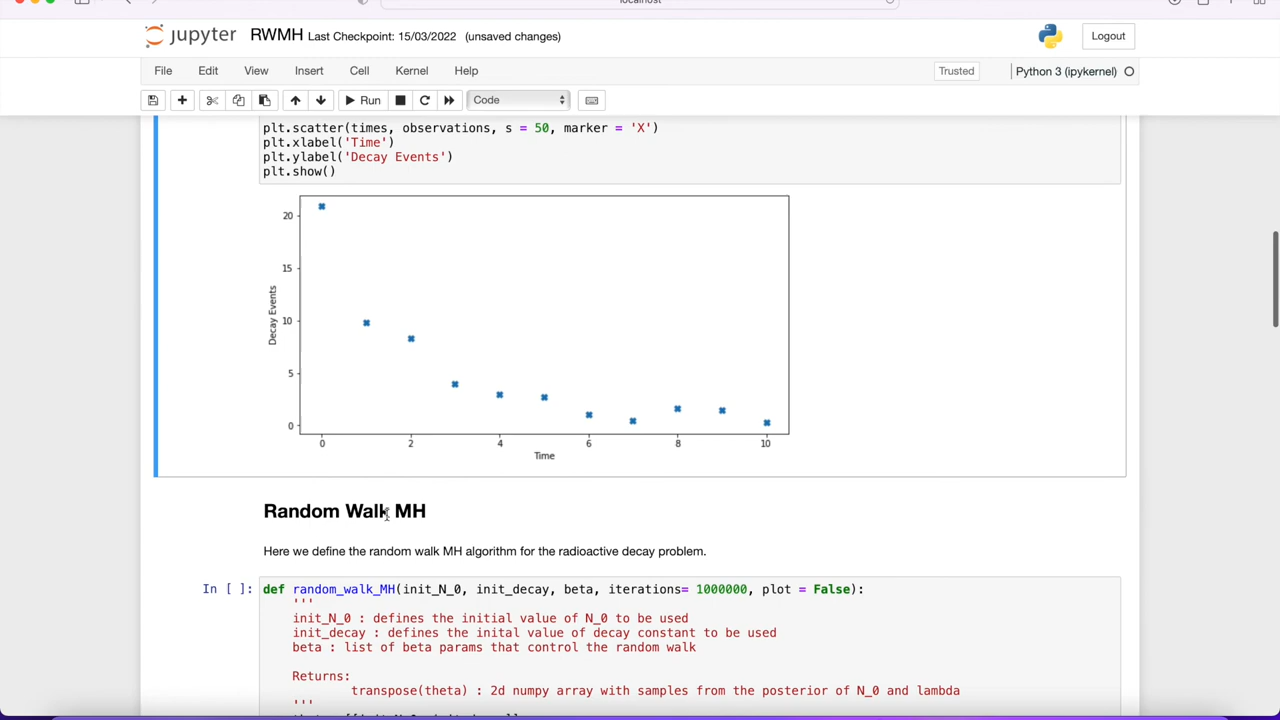 localhost
jupyter RWMH Last Checkpoint: 15/03/2022 (unsaved changes) Logout
File Edit View Insert Cell Kernel Help Trusted Python 3 (ipykernel)
Run Code
plt.scatter(times, observations, s = 50, marker = 'X')
plt.xlabel('Time')
plt.ylabel('Decay Events')
plt.show()
20
15
10
5
0
Decay Events
0 2 4 6 8 10
Time
Random Walk MH
Here we define the random walk MH algorithm for the radioactive decay problem.
In [ ]: def random_walk_MH(init_N_0, init_decay, beta, iterations= 1000000, plot = False):
'''
init_N_0 : defines the initial value of N_0 to be used
init_decay : defines the inital value of decay constant to be used
beta : list of beta params that control the random walk
Returns:
transpose(theta) : 2d numpy array with samples from the posterior of N_0 and lambda
'''